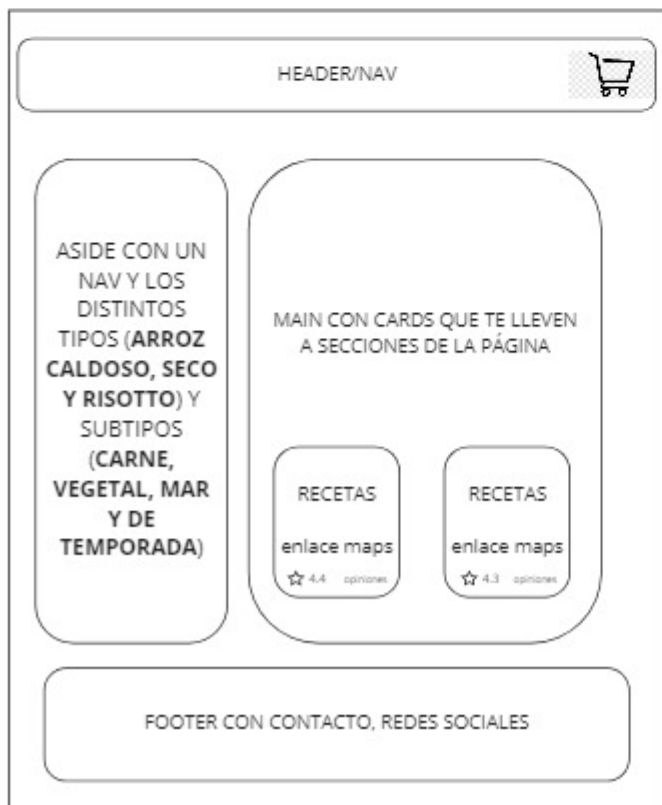 HEADER/NAV
ASIDE CON UN
NAV Y LOS
DISTINTOS
TIPOS (ARROZ
CALDOSO, SECO
Y RISOTTO) Y
SUBTIPOS
(CARNE,
VEGETAL, MAR
Y DE
TEMPORADA)
MAIN CON CARDS QUE TE LLEVEN
A SECCIONES DE LA PÁGINA
RECETAS
enlace maps
4.4 opiniones
RECETAS
enlace maps
4.3 opiniones
FOOTER CON CONTACTO, REDES SOCIALES